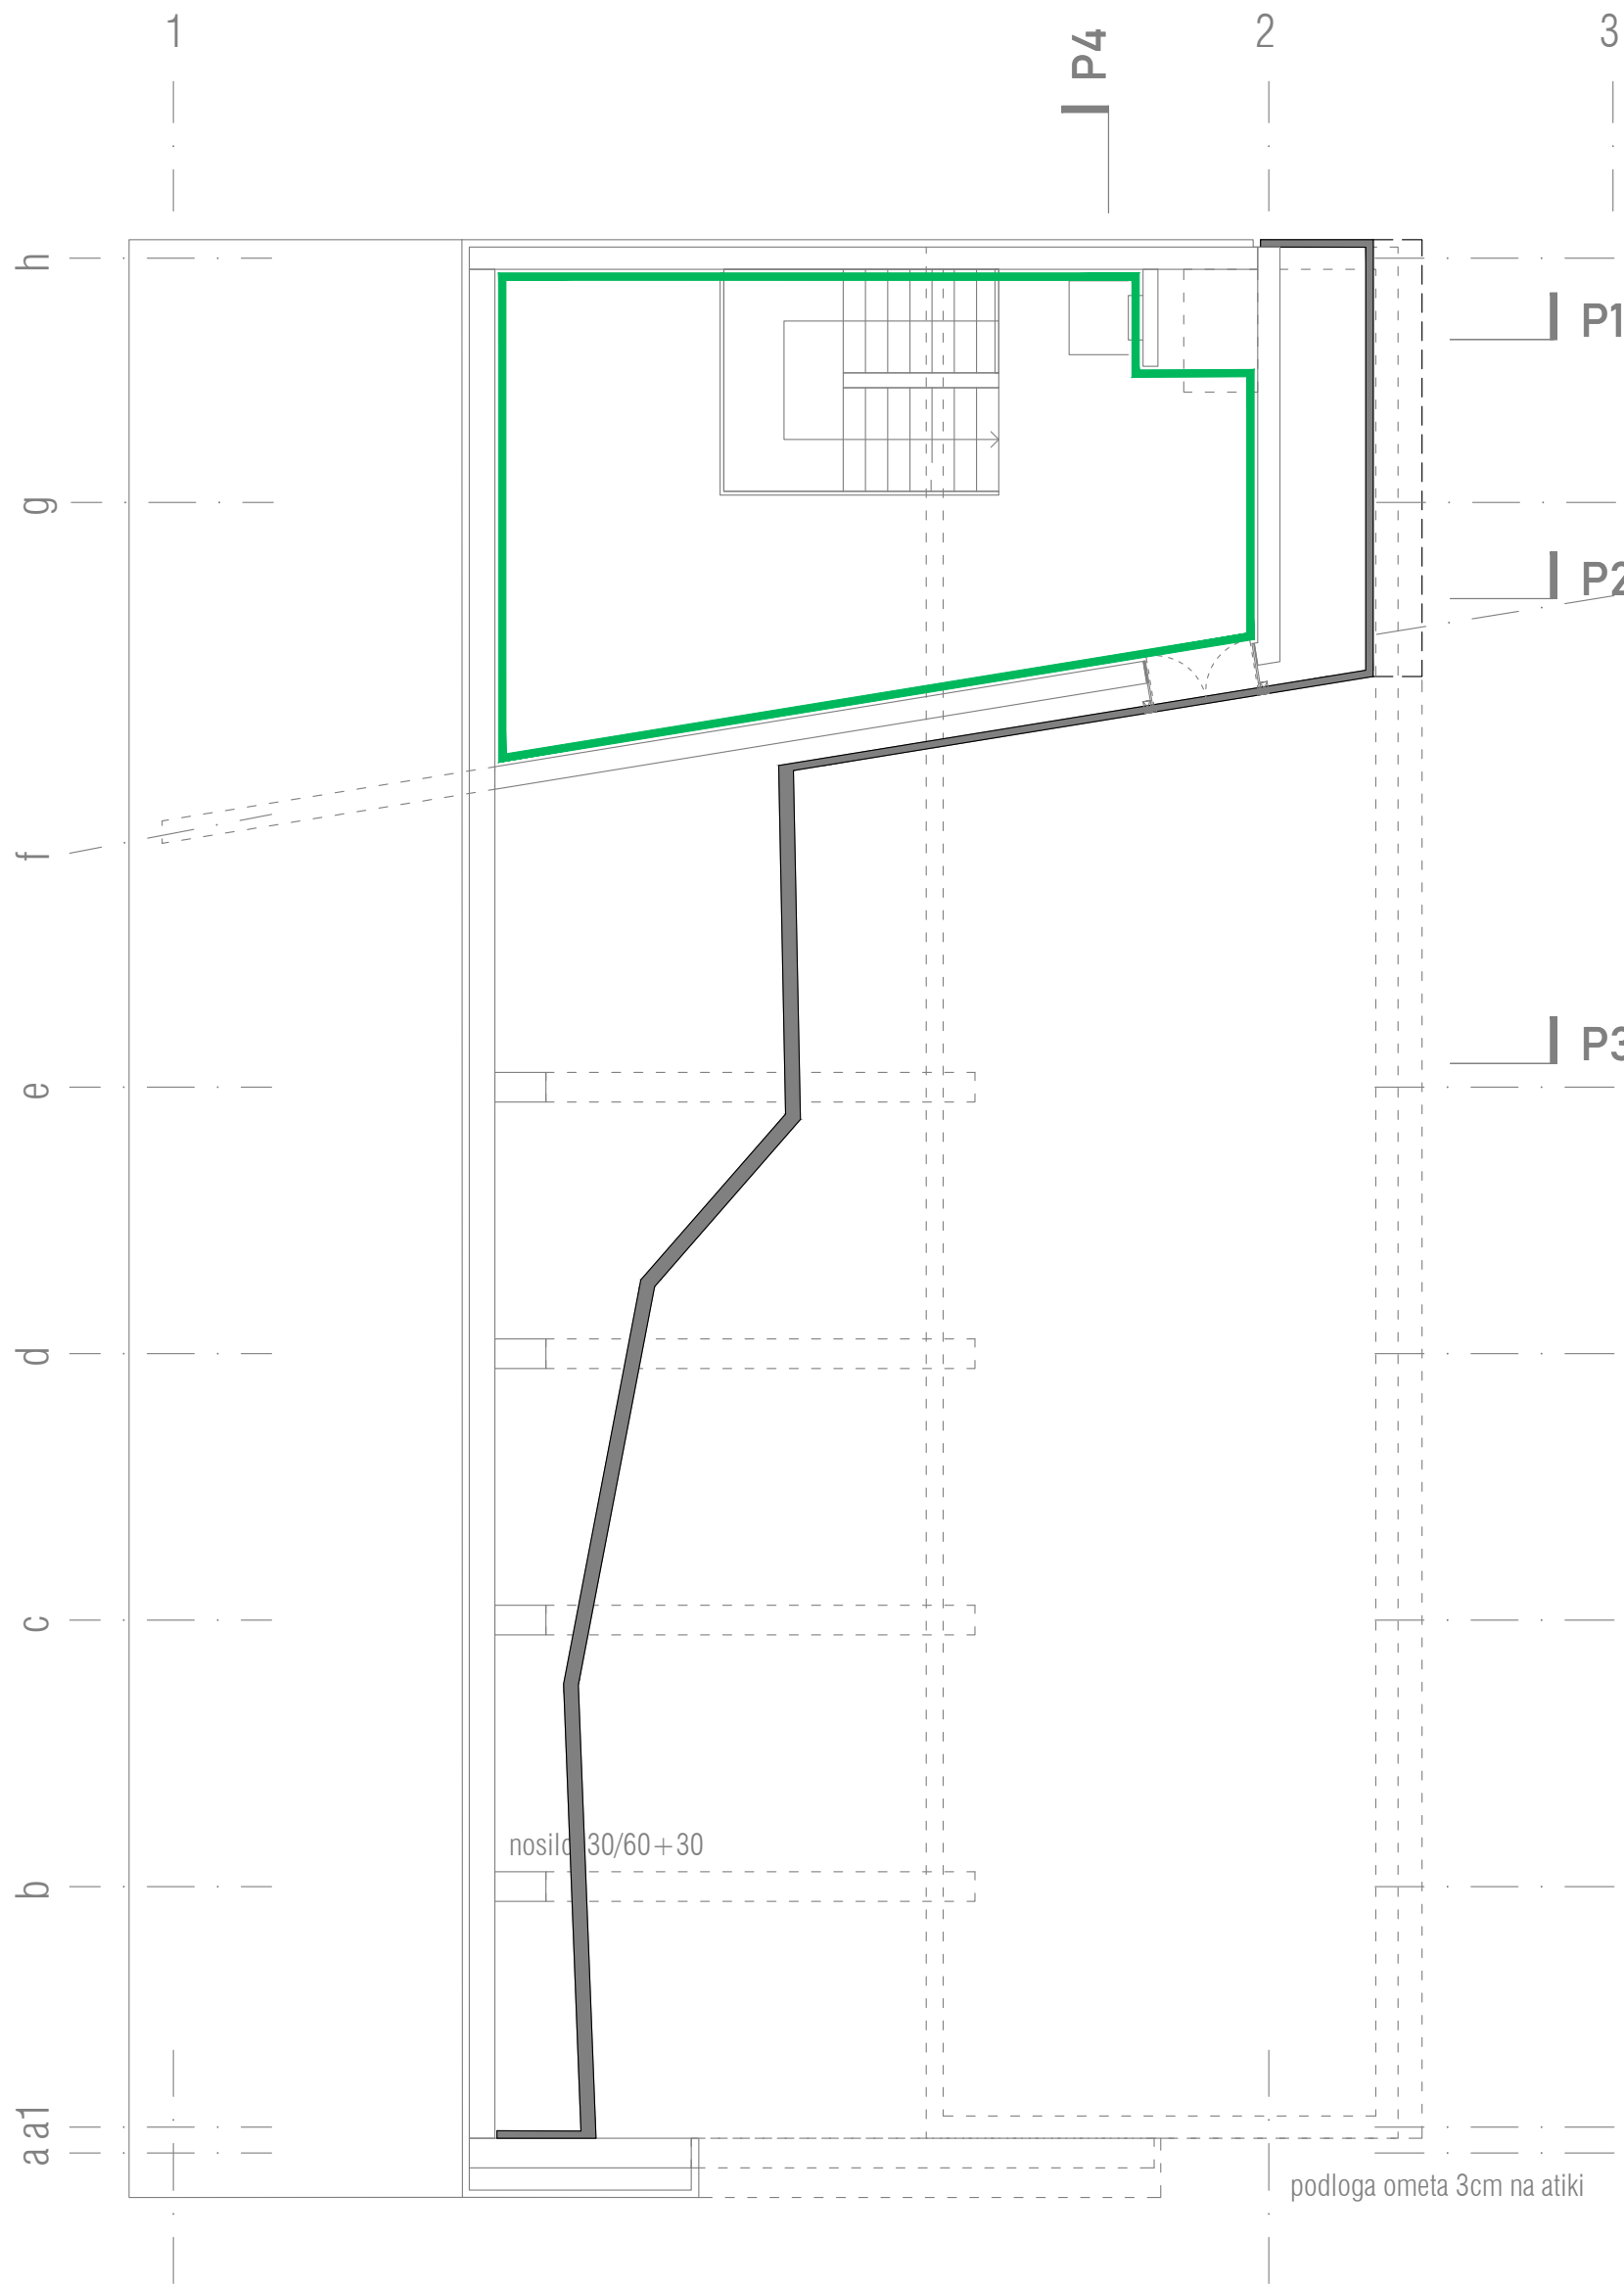 1
2
3
P4
h
P1
g
P2
f
P3
e
d
c
nosilci 30/60+30
b
a1
a
podloga ometa 3cm na atiki